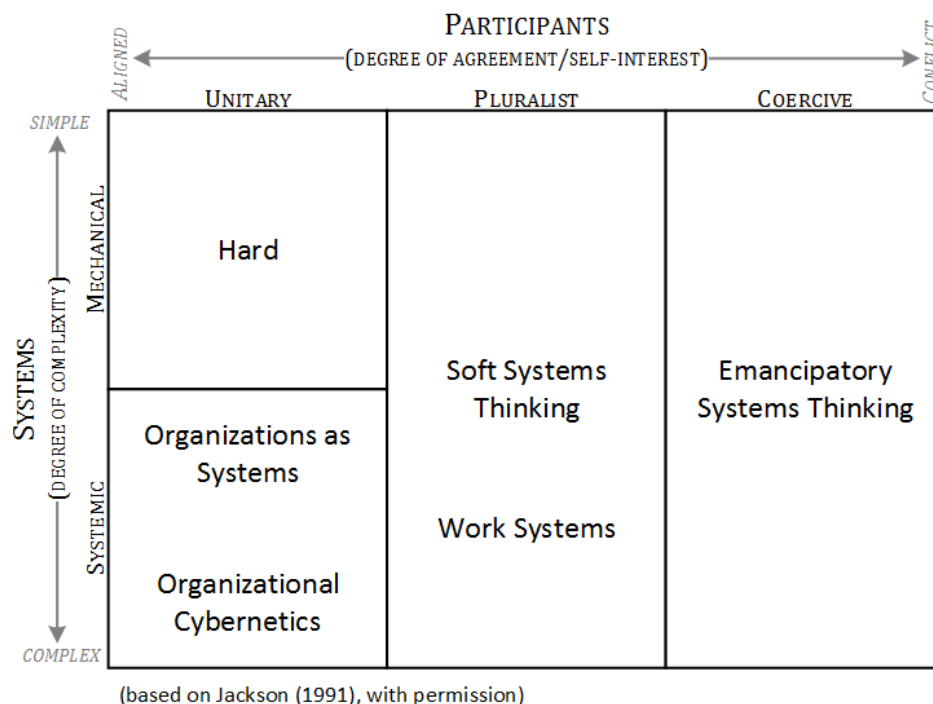 PARTICIPANTS
(DEGREE OF AGREEMENT/SELF-INTEREST)
ALIGNED
CONFLICT
UNITARY
PLURALIST
COERCIVE
SIMPLE
SYSTEMS
(DEGREE OF COMPLEXITY)
MECHANICAL
SYSTEMIC
COMPLEX
Hard
Organizations as
Systems
Organizational
Cybernetics
Soft Systems
Thinking
Work Systems
Emancipatory
Systems Thinking
(based on Jackson (1991), with permission)